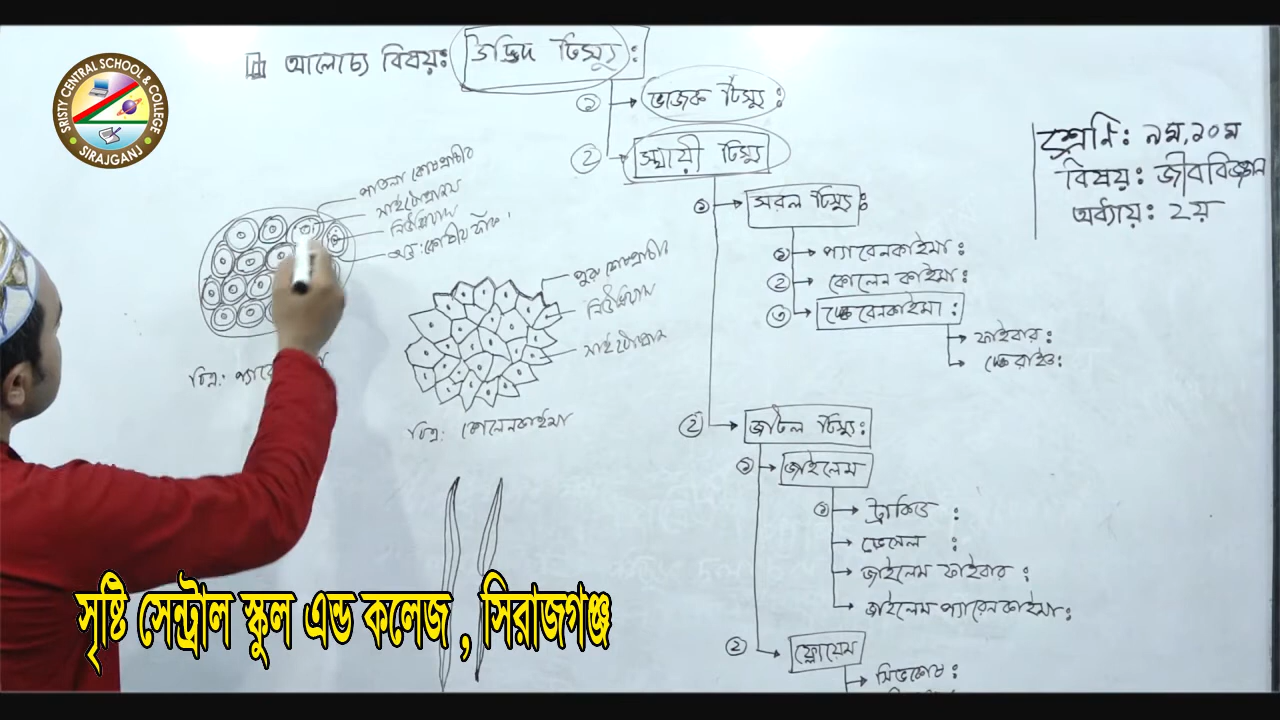 SRISTY CENTRAL SCHOOL & COLLEGE
SIRAJGANJ
আলোচ্য বিষয়ঃ উদ্ভিদ টিস্যুঃ
১ ভাজক টিস্যুঃ
২ স্থায়ী টিস্যু
শ্রেণিঃ ৯ম,১০ম
বিষয়ঃ জীববিজ্ঞান
অধ্যায়ঃ ২য়
১ সরল টিস্যুঃ
১ প্যারেনকাইমাঃ
২ কোলেনকাইমাঃ
৩ স্ক্লেরেনকাইমাঃ
ফাইবারঃ
স্ক্লেরাইডঃ
পাতলা কোষপ্রাচীর
সাইটোপ্লাজম
নিউক্লিয়াস
আন্তঃকোষীয় ফাঁক
চিত্র: প্যারে
পুরু কোষপ্রাচীর
নিউক্লিয়াস
সাইটোপ্লাজম
চিত্র: কোলেনকাইমা
২ জটিল টিস্যুঃ
১ জাইলেম
১ ট্রাকিড ঃ
ভেসেল ঃ
জাইলেম ফাইবার ঃ
জাইলেম প্যারেনকাইমাঃ
২ ফ্লোয়েম
সিভকোষ ঃ
সৃষ্টি সেন্ট্রাল স্কুল এন্ড কলেজ , সিরাজগঞ্জ